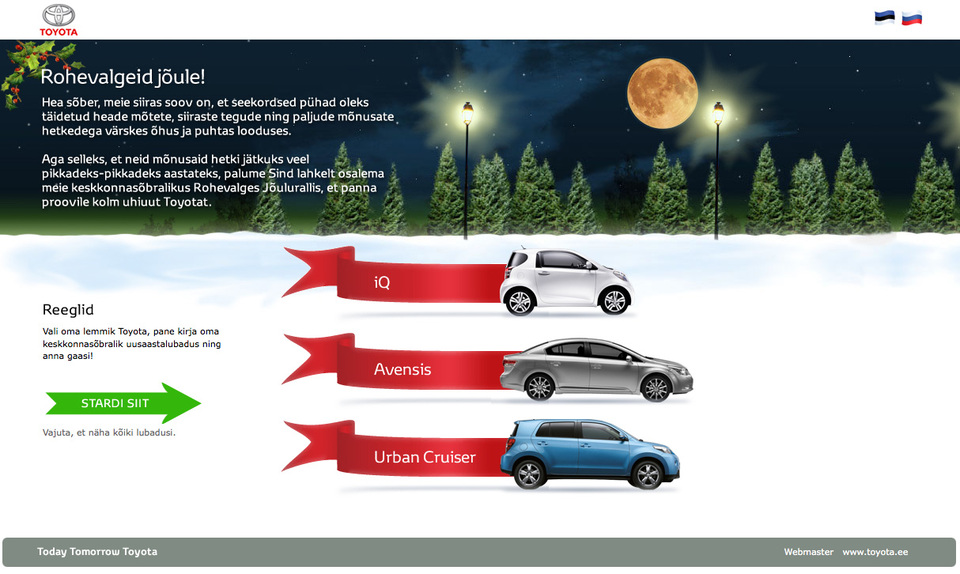 TOYOTA
Rohevalgeid jõule!
Hea sõber, meie siiras soov on, et seekordsed pühad oleks
täidetud heade mõtete, siiraste tegude ning paljude mõnusate
hetkedega värskes õhus ja puhtas looduses.
Aga selleks, et neid mõnusaid hetki jätkuks veel
pikkadeks-pikkadeks aastateks, palume Sind lahkelt osalema
meie keskkonnasõbralikus Rohevalges Jõulurallis, et panna
proovile kolm uhiuut Toyotat.
iQ
Reeglid
Vali oma lemmik Toyota, pane kirja oma
keskkonnasõbralik uusaastalubadus ning
anna gaasi!
Avensis
STARDI SIIT
Vajuta, et näha kõiki lubadusi.
Urban Cruiser
Today Tomorrow Toyota
Webmaster www.toyota.ee